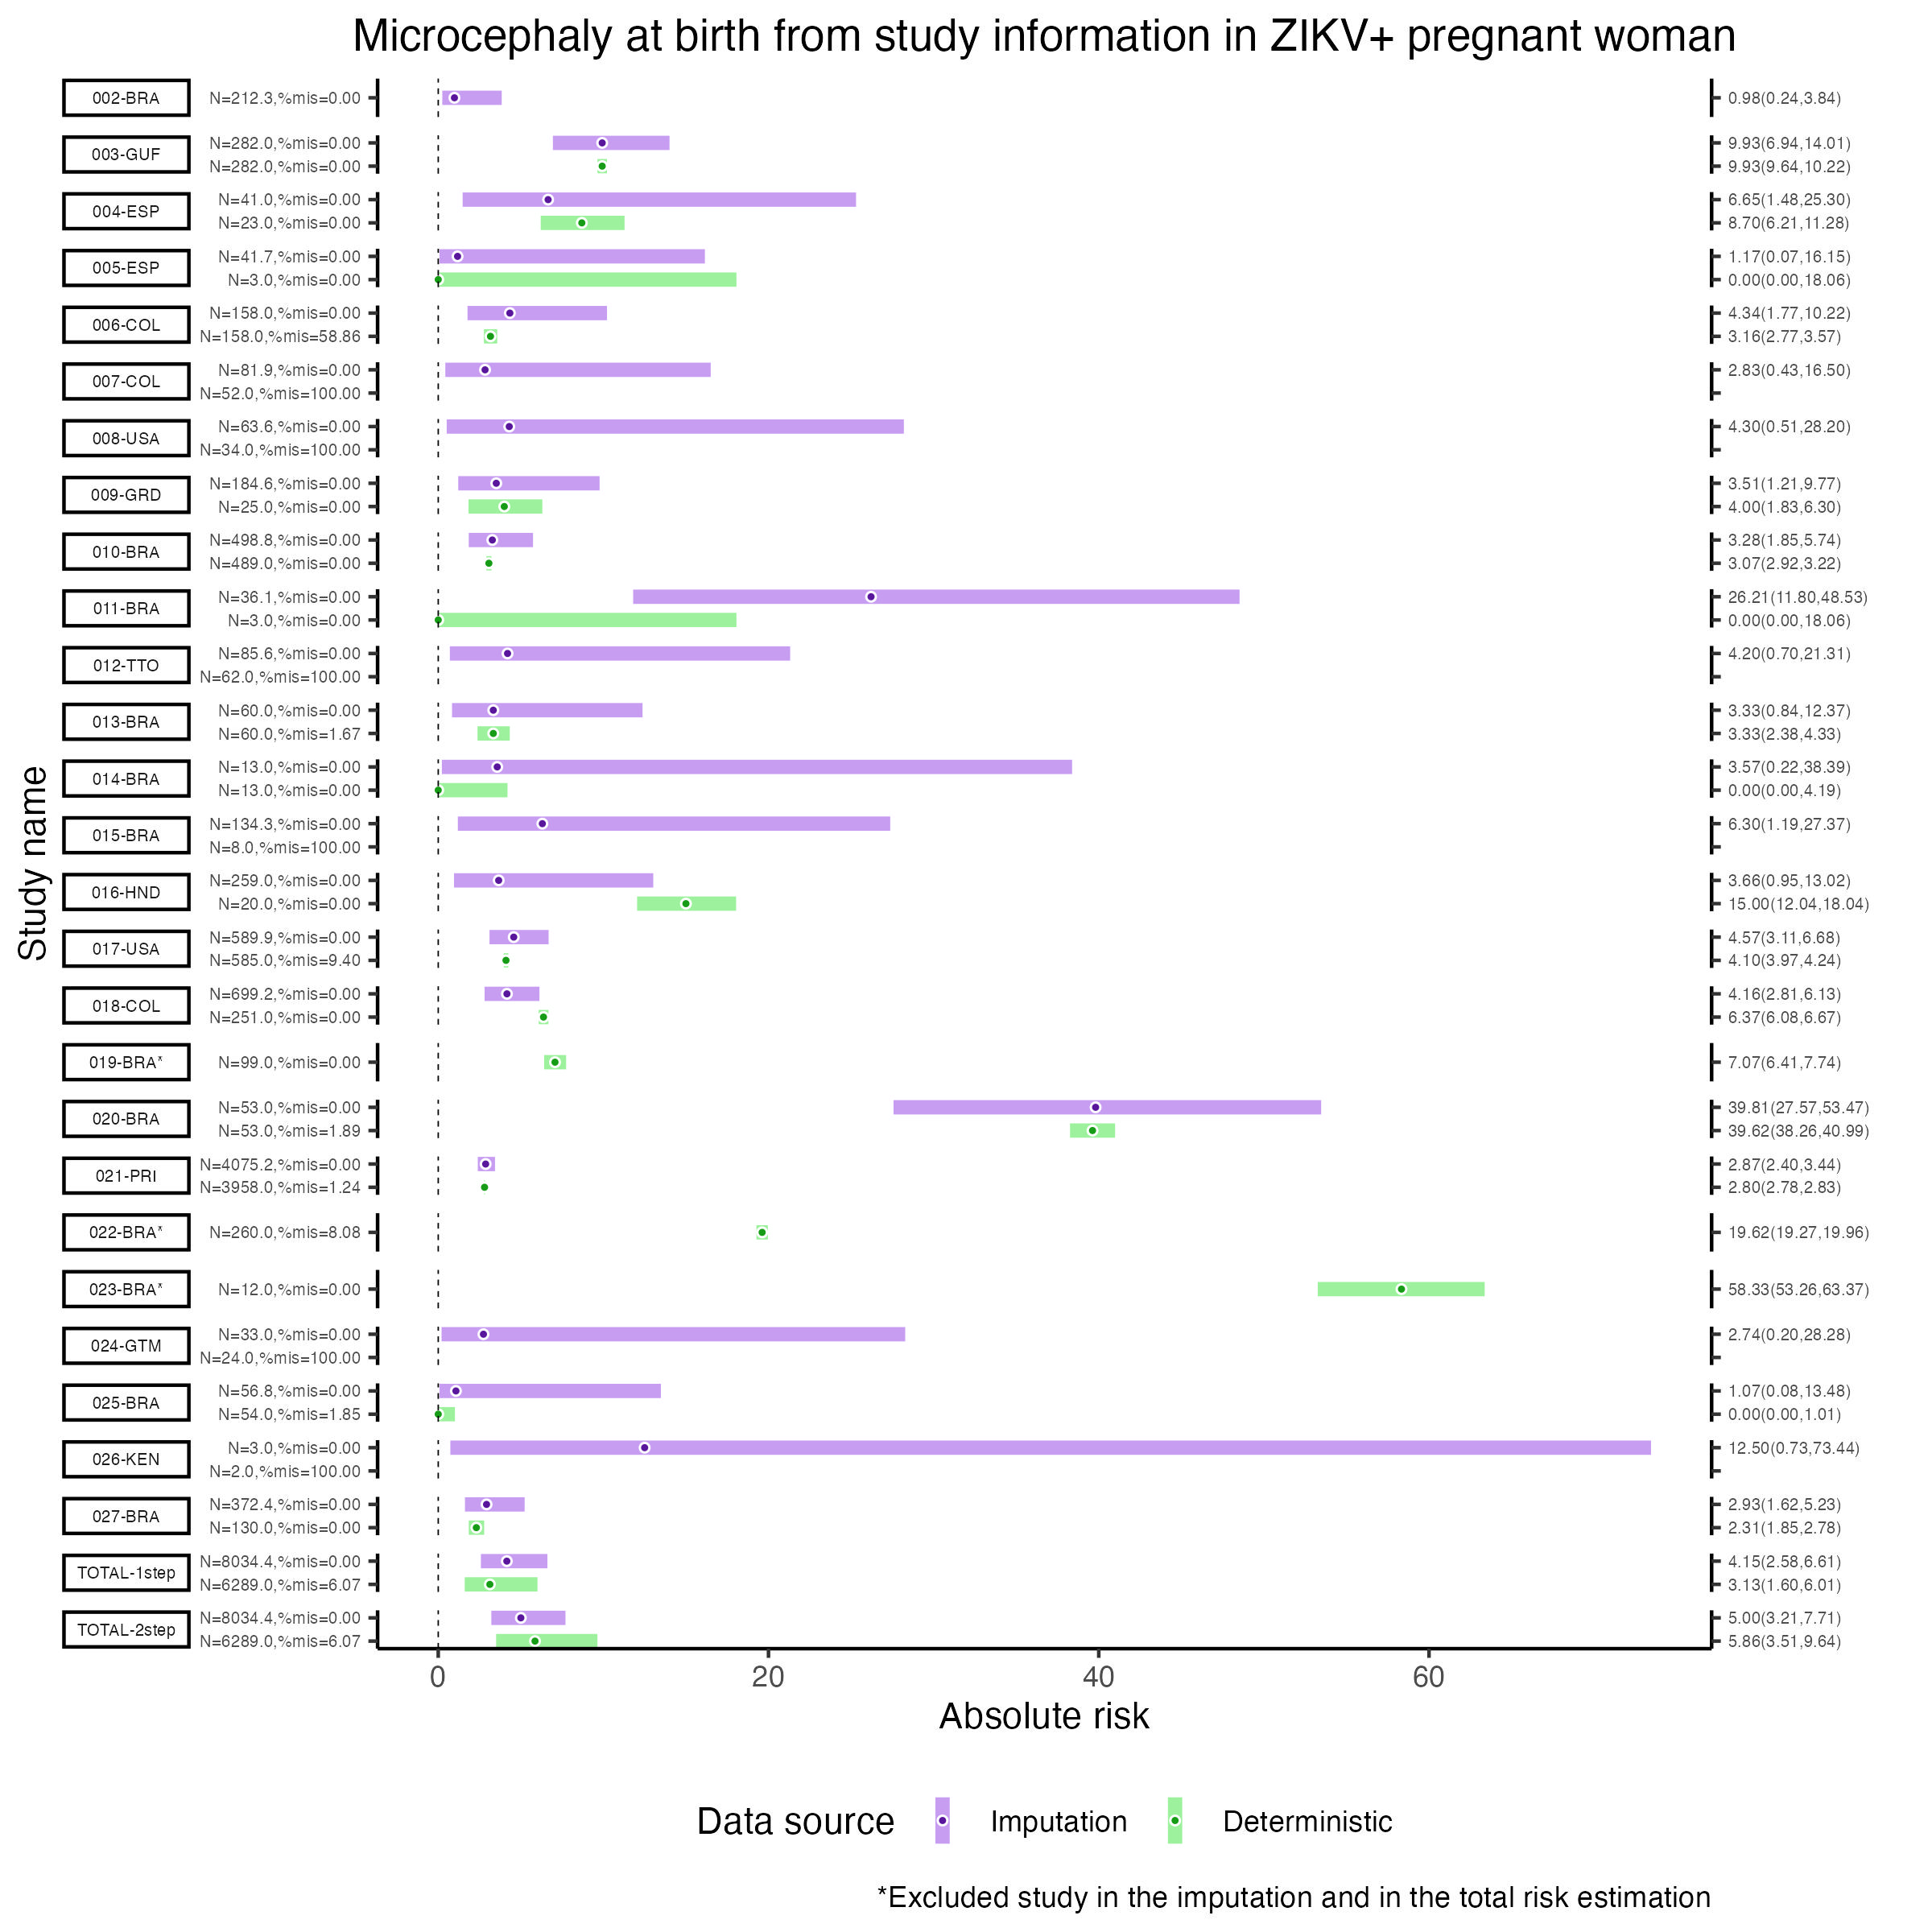 Microcephaly at birth from study information in ZIKV+ pregnant woman
Study name
002-BRA N=212.3,%mis=0.00 0.98(0.24,3.84)
003-GUF N=282.0,%mis=0.00 9.93(6.94,14.01)
N=282.0,%mis=0.00 9.93(9.64,10.22)
004-ESP N=41.0,%mis=0.00 6.65(1.48,25.30)
N=23.0,%mis=0.00 8.70(6.21,11.28)
005-ESP N=41.7,%mis=0.00 1.17(0.07,16.15)
N=3.0,%mis=0.00 0.00(0.00,18.06)
006-COL N=158.0,%mis=0.00 4.34(1.77,10.22)
N=158.0,%mis=58.86 3.16(2.77,3.57)
007-COL N=81.9,%mis=0.00 2.83(0.43,16.50)
N=52.0,%mis=100.00
008-USA N=63.6,%mis=0.00 4.30(0.51,28.20)
N=34.0,%mis=100.00
009-GRD N=184.6,%mis=0.00 3.51(1.21,9.77)
N=25.0,%mis=0.00 4.00(1.83,6.30)
010-BRA N=498.8,%mis=0.00 3.28(1.85,5.74)
N=489.0,%mis=0.00 3.07(2.92,3.22)
011-BRA N=36.1,%mis=0.00 26.21(11.80,48.53)
N=3.0,%mis=0.00 0.00(0.00,18.06)
012-TTO N=85.6,%mis=0.00 4.20(0.70,21.31)
N=62.0,%mis=100.00
013-BRA N=60.0,%mis=0.00 3.33(0.84,12.37)
N=60.0,%mis=1.67 3.33(2.38,4.33)
014-BRA N=13.0,%mis=0.00 3.57(0.22,38.39)
N=13.0,%mis=0.00 0.00(0.00,4.19)
015-BRA N=134.3,%mis=0.00 6.30(1.19,27.37)
N=8.0,%mis=100.00
016-HND N=259.0,%mis=0.00 3.66(0.95,13.02)
N=20.0,%mis=0.00 15.00(12.04,18.04)
017-USA N=589.9,%mis=0.00 4.57(3.11,6.68)
N=585.0,%mis=9.40 4.10(3.97,4.24)
018-COL N=699.2,%mis=0.00 4.16(2.81,6.13)
N=251.0,%mis=0.00 6.37(6.08,6.67)
019-BRA* N=99.0,%mis=0.00 7.07(6.41,7.74)
020-BRA N=53.0,%mis=0.00 39.81(27.57,53.47)
N=53.0,%mis=1.89 39.62(38.26,40.99)
021-PRI N=4075.2,%mis=0.00 2.87(2.40,3.44)
N=3958.0,%mis=1.24 2.80(2.78,2.83)
022-BRA* N=260.0,%mis=8.08 19.62(19.27,19.96)
023-BRA* N=12.0,%mis=0.00 58.33(53.26,63.37)
024-GTM N=33.0,%mis=0.00 2.74(0.20,28.28)
N=24.0,%mis=100.00
025-BRA N=56.8,%mis=0.00 1.07(0.08,13.48)
N=54.0,%mis=1.85 0.00(0.00,1.01)
026-KEN N=3.0,%mis=0.00 12.50(0.73,73.44)
N=2.0,%mis=100.00
027-BRA N=372.4,%mis=0.00 2.93(1.62,5.23)
N=130.0,%mis=0.00 2.31(1.85,2.78)
TOTAL-1step N=8034.4,%mis=0.00 4.15(2.58,6.61)
N=6289.0,%mis=6.07 3.13(1.60,6.01)
TOTAL-2step N=8034.4,%mis=0.00 5.00(3.21,7.71)
N=6289.0,%mis=6.07 5.86(3.51,9.64)
0 20 40 60
Absolute risk
Data source Imputation Deterministic
*Excluded study in the imputation and in the total risk estimation